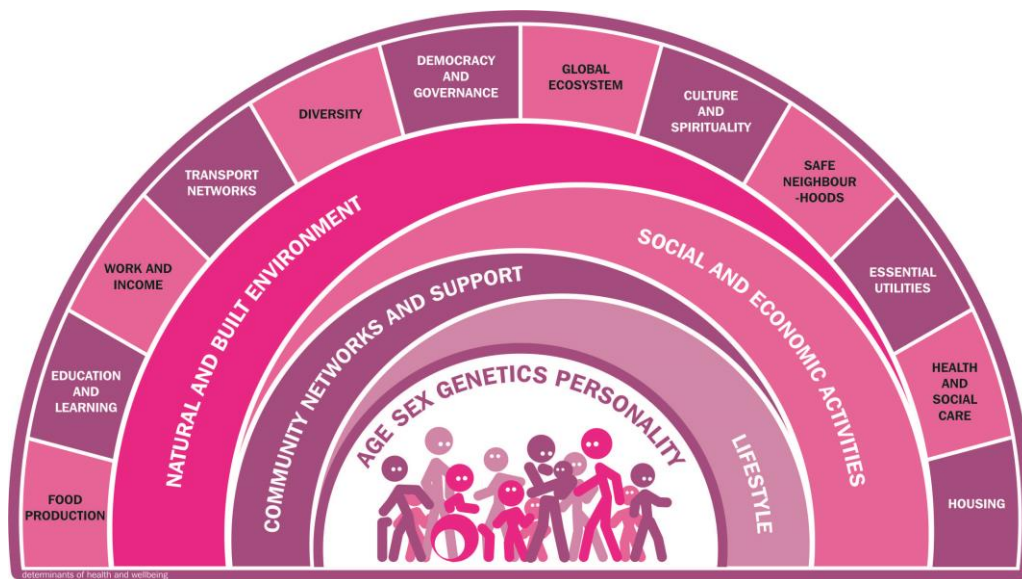 FOOD
PRODUCTION
EDUCATION
AND
LEARNING
WORK AND
INCOME
TRANSPORT
NETWORKS
DIVERSITY
DEMOCRACY
AND
GOVERNANCE
GLOBAL
ECOSYSTEM
CULTURE
AND
SPIRITUALITY
SAFE
NEIGHBOUR
-HOODS
ESSENTIAL
UTILITIES
HEALTH
AND
SOCIAL
CARE
HOUSING
NATURAL AND BUILT ENVIRONMENT
SOCIAL AND ECONOMIC ACTIVITIES
COMMUNITY NETWORKS AND SUPPORT
LIFESTYLE
AGE SEX GENETICS PERSONALITY
determinants of health and wellbeing